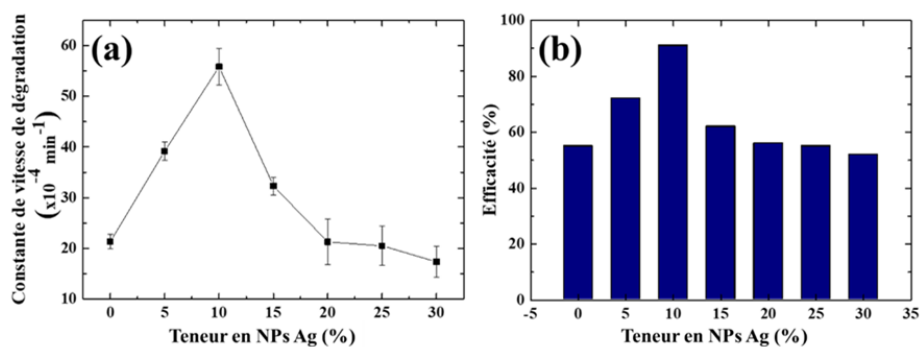 (a)
Constante de vitesse de dégradation
(x10⁻⁴ min⁻¹)
60
50
40
30
20
10
0 5 10 15 20 25 30
Teneur en NPs Ag (%)
(b)
Efficacité (%)
100
80
60
40
20
0
-5 0 5 10 15 20 25 30 35
Teneur en NPs Ag (%)